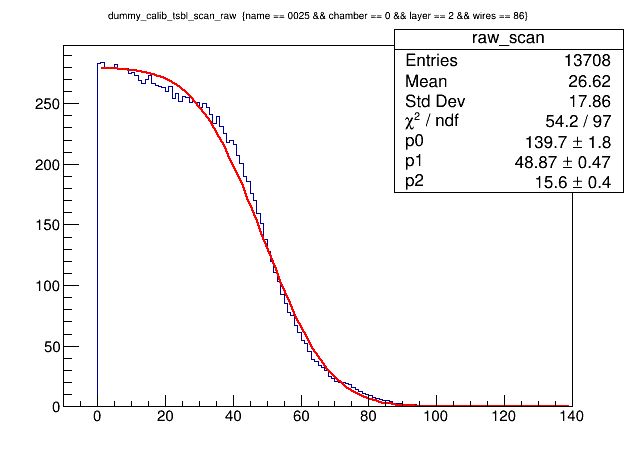 dummy_calib_tsbl_scan_raw {name == 0025 && chamber == 0 && layer == 2 && wires == 86}
raw_scan
Entries 13708
Mean 26.62
Std Dev 17.86
χ² / ndf 54.2 / 97
p0 139.7 ± 1.8
p1 48.87 ± 0.47
p2 15.6 ± 0.4
250
200
150
100
50
0
0 20 40 60 80 100 120 140